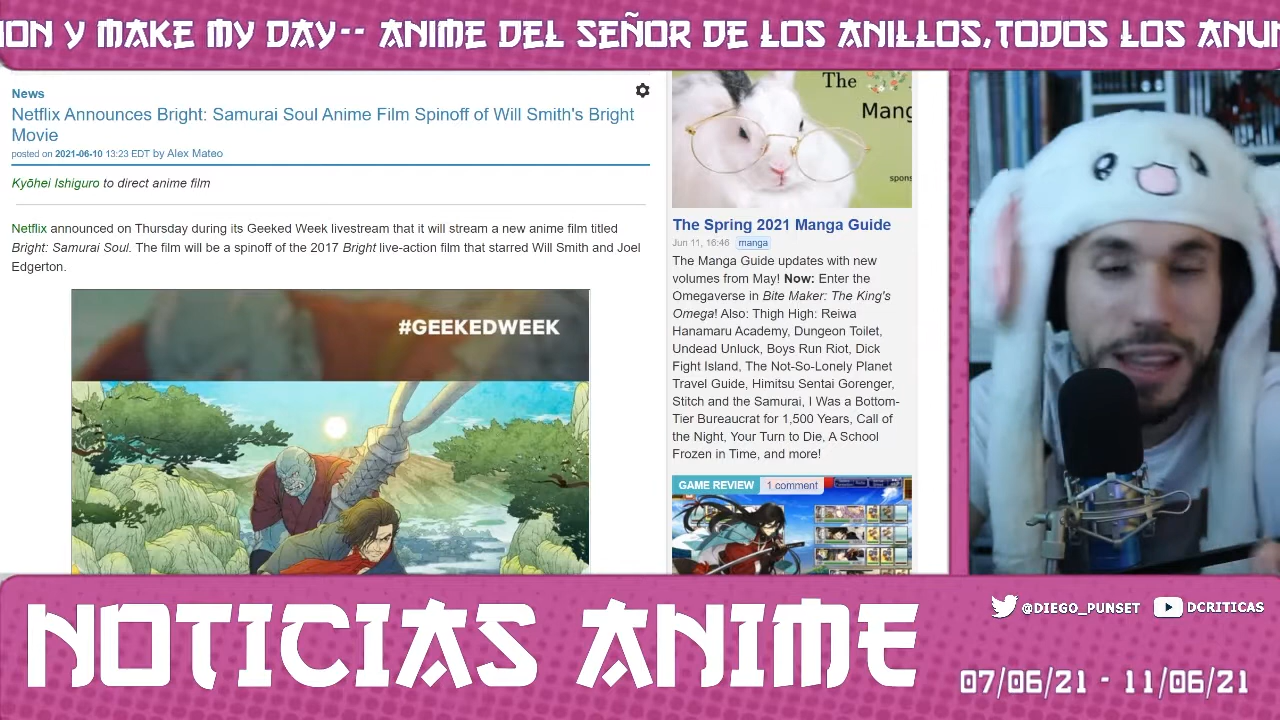 ION Y MAKE MY DAY-- ANIME DEL SEÑOR DE LOS ANILLOS,TODOS LOS ANUN
News
Netflix Announces Bright: Samurai Soul Anime Film Spinoff of Will Smith's Bright
Movie
posted on 2021-06-10 13:23 EDT by Alex Mateo
Kyōhei Ishiguro to direct anime film
Netflix announced on Thursday during its Geeked Week livestream that it will stream a new anime film titled
Bright: Samurai Soul. The film will be a spinoff of the 2017 Bright live-action film that starred Will Smith and Joel
Edgerton.
#GEEKEDWEEK
The
Mang
spons
The Spring 2021 Manga Guide
Jun 11, 16:46 manga
The Manga Guide updates with new
volumes from May! Now: Enter the
Omegaverse in Bite Maker: The King's
Omega! Also: Thigh High: Reiwa
Hanamaru Academy, Dungeon Toilet,
Undead Unluck, Boys Run Riot, Dick
Fight Island, The Not-So-Lonely Planet
Travel Guide, Himitsu Sentai Gorenger,
Stitch and the Samurai, I Was a Bottom-
Tier Bureaucrat for 1,500 Years, Call of
the Night, Your Turn to Die, A School
Frozen in Time, and more!
GAME REVIEW 1 comment
NOTICIAS ANIME
@DIEGO_PUNSET DCRITICAS
07/06/21 - 11/06/21